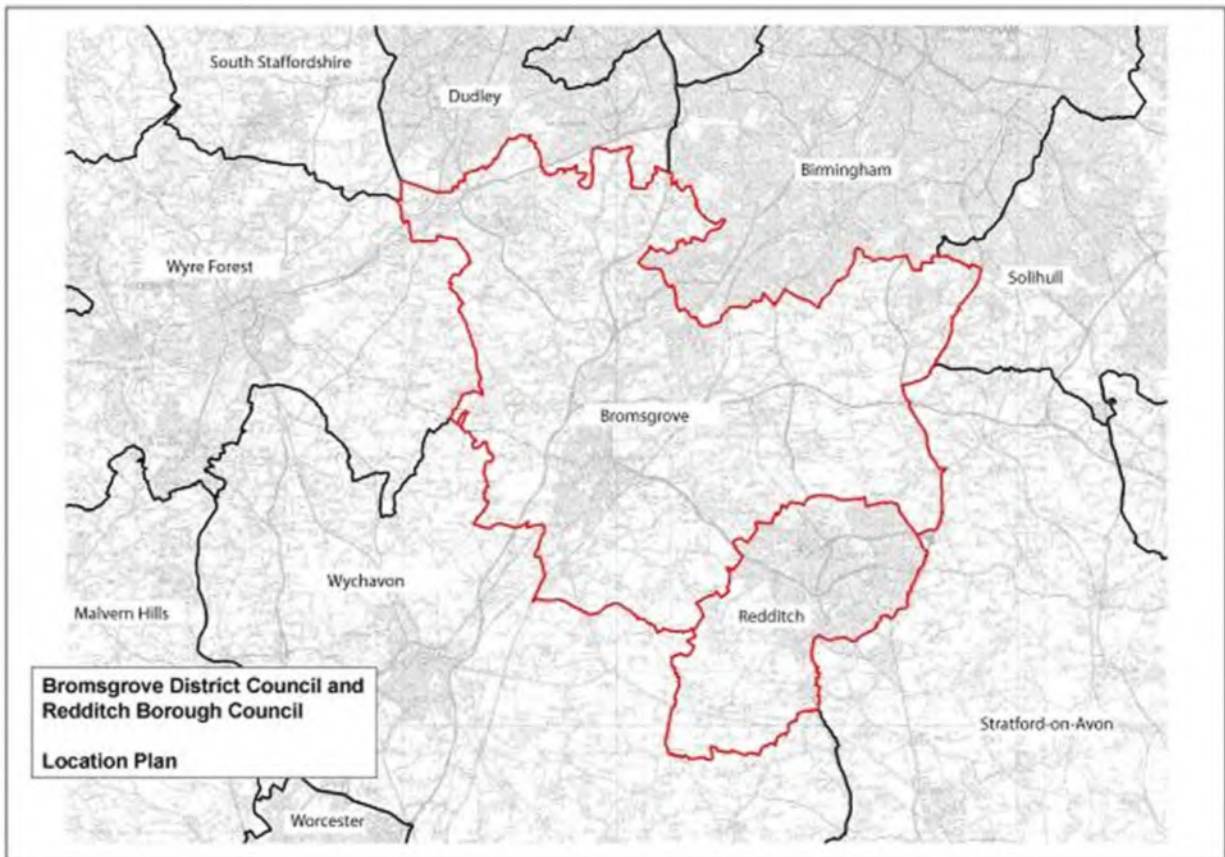 South Staffordshire
Dudley
Birmingham
Wyre Forest
Solihull
Bromsgrove
Wychavon
Malvern Hills
Redditch
Bromsgrove District Council and
Redditch Borough Council
Location Plan
Stratford-on-Avon
Worcester